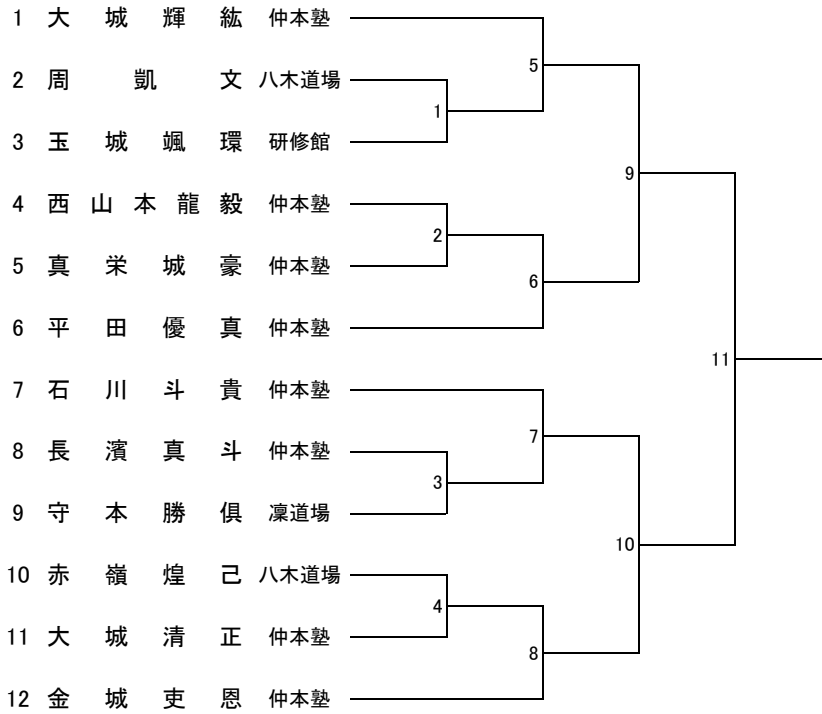 1 大城輝紘 仲本塾
5
2 周凱文 八木道場
1
3 玉城颯環 研修館
9
4 西山本龍毅 仲本塾
2
5 真栄城豪 仲本塾
6
6 平田優真 仲本塾
11
7 石川斗貴 仲本塾
7
8 長濱真斗 仲本塾
3
9 守本勝俱 凜道場
10
10 赤嶺煌己 八木道場
4
11 大城清正 仲本塾
8
12 金城吏恩 仲本塾